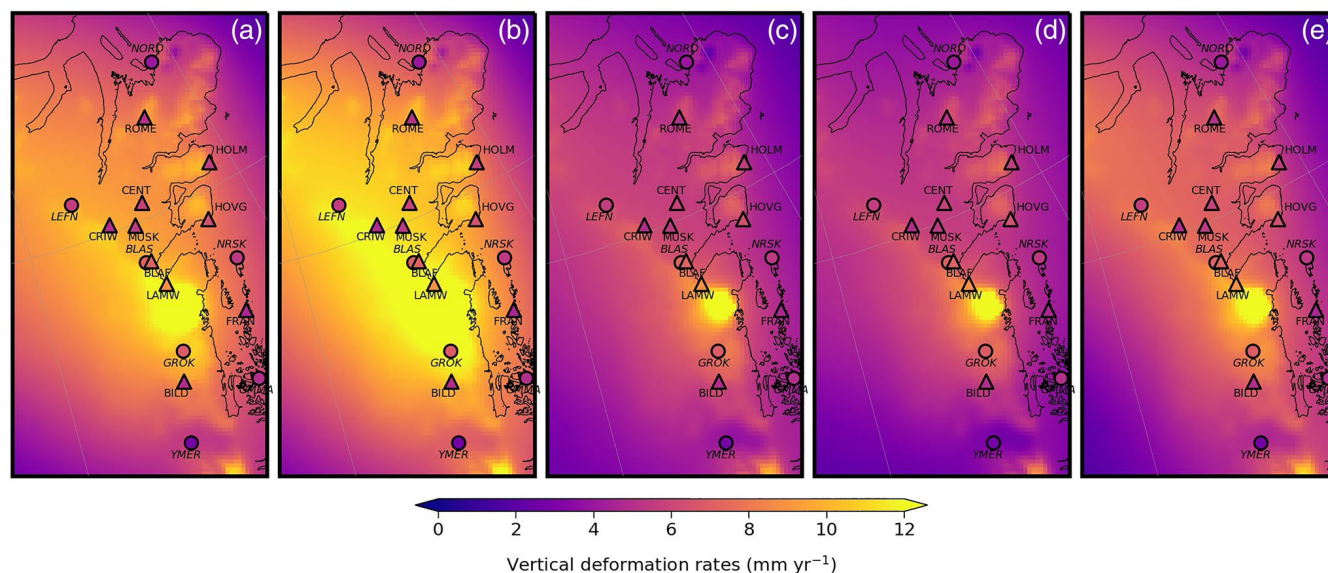 (a) (b) (c) (d) (e)
NORD NORD NORD NORD NORD
ROME ROME ROME ROME ROME
HOLM HOLM HOLM HOLM HOLM
CENT CENT CENT CENT CENT
HOVG HOVG HOVG HOVG HOVG
LEFN LEFN LEFN LEFN LEFN
CRIW MUSK CRIW MUSK CRIW MUSK CRIW MUSK CRIW MUSK
BLAS NRSK BLAS NRSK BLAS NRSK BLAS NRSK BLAS NRSK
BLAF BLAF BLAF BLAF BLAF
LAMW LAMW LAMW LAMW LAMW
FRAN FRAN FRAN FRAN FRAN
GROK GROK GROK GROK GROK
BILD BILD BILD BILD BILD
YMER YMER YMER YMER YMER
0 2 4 6 8 10 12
Vertical deformation rates (mm yr⁻¹)